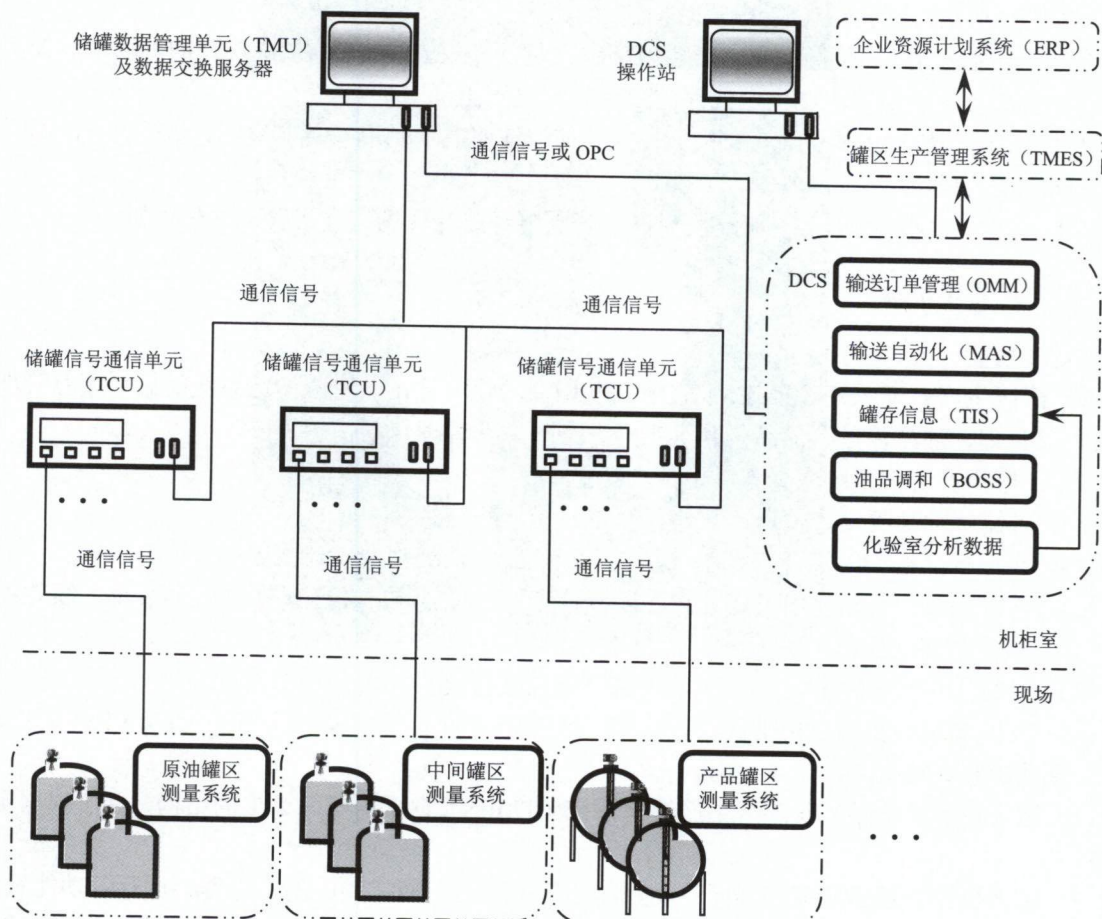 储罐数据管理单元（TMU）
及数据交换服务器
DCS
操作站
企业资源计划系统（ERP）
通信信号或 OPC
罐区生产管理系统（TMES）
DCS
输送订单管理（OMM）
通信信号
通信信号
储罐信号通信单元
（TCU）
储罐信号通信单元
（TCU）
储罐信号通信单元
（TCU）
输送自动化（MAS）
罐存信息（TIS）
油品调和（BOSS）
化验室分析数据
通信信号
通信信号
通信信号
机柜室
现场
原油罐区
测量系统
中间罐区
测量系统
产品罐区
测量系统